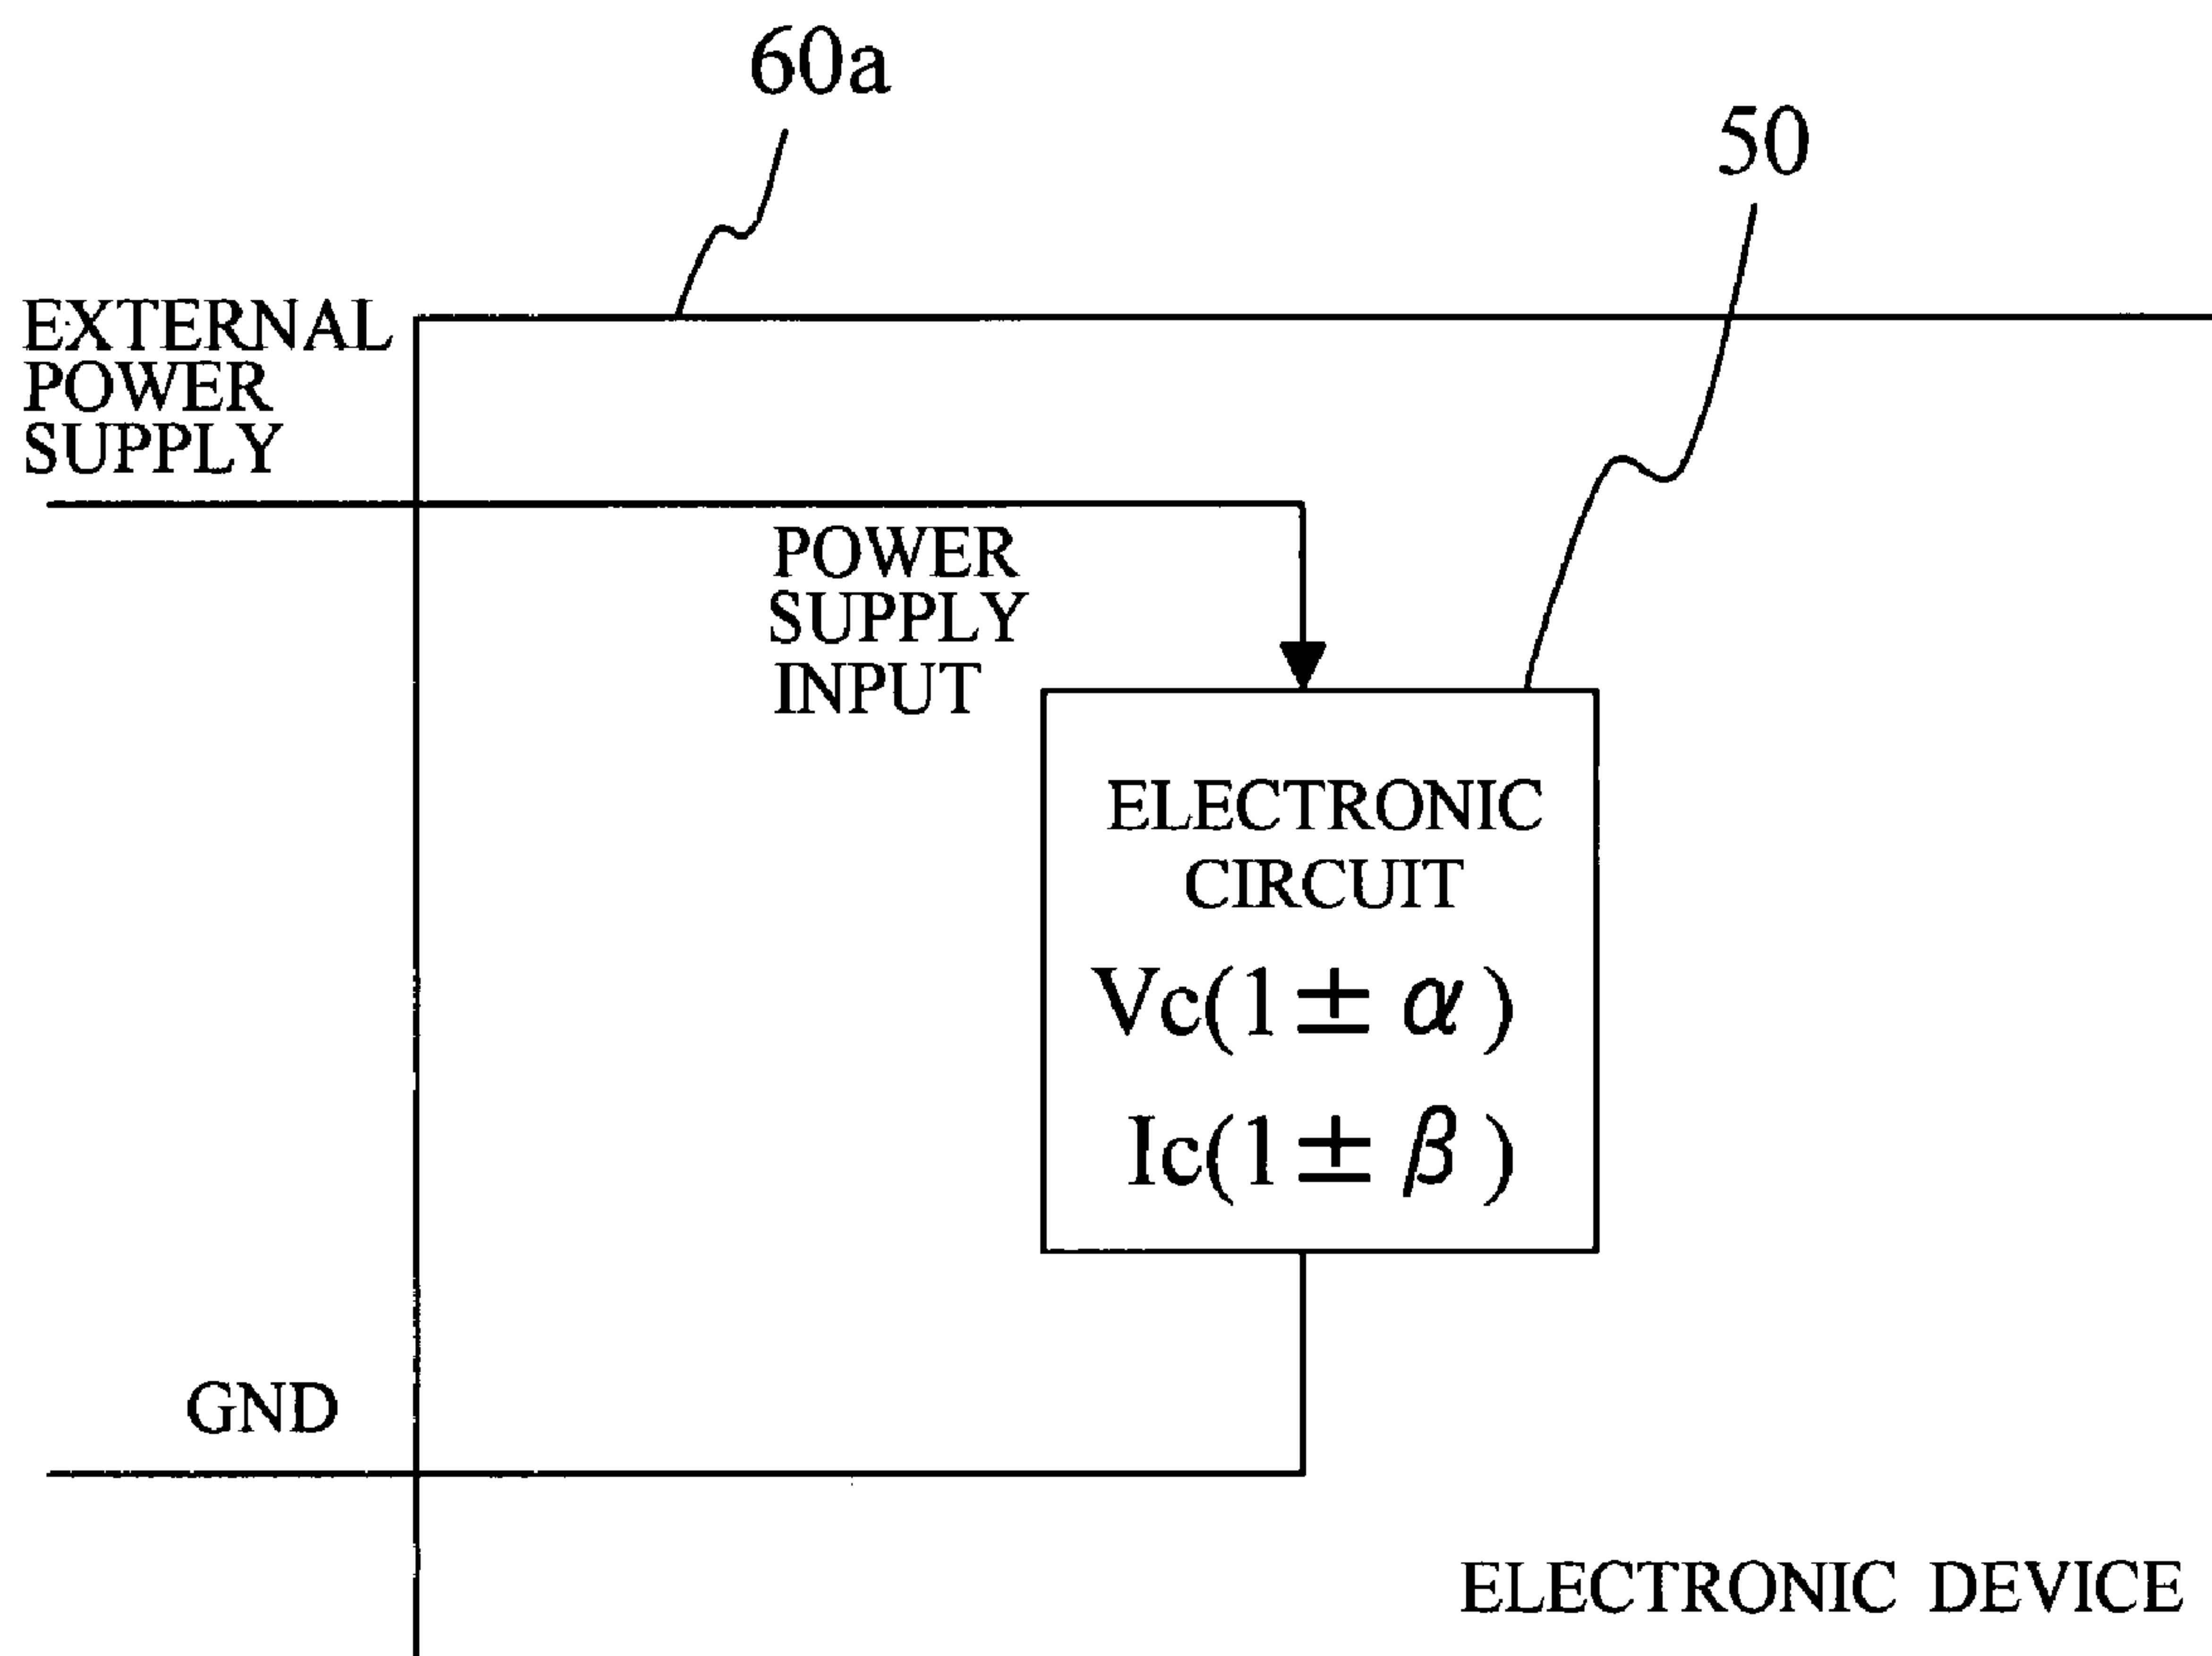 60a
50
EXTERNAL
POWER
SUPPLY
POWER
SUPPLY
INPUT
ELECTRONIC
CIRCUIT
Vc(1± α)
Ic(1± β)
GND
ELECTRONIC DEVICE